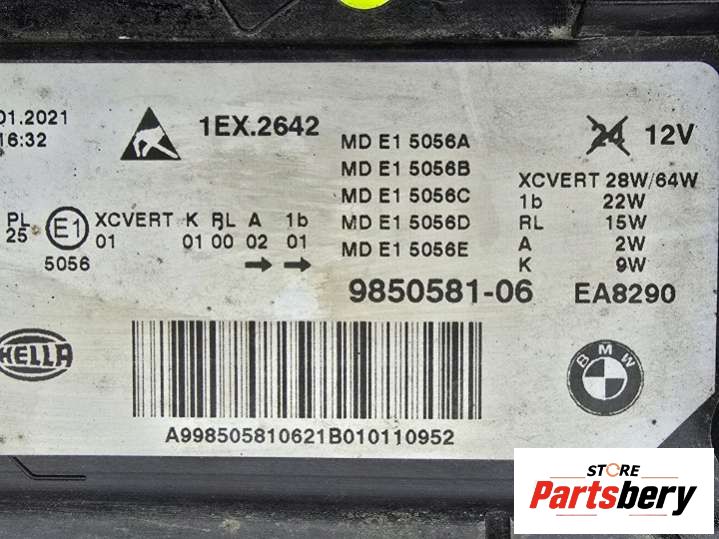 01.2021
16:32
1EX.2642
MD E1 5056A
MD E1 5056B
MD E1 5056C
MD E1 5056D
MD E1 5056E
24 12V
XCVERT 28W/64W
1b 22W
RL 15W
A 2W
K 9W
PL E1 XCVERT K RL A 1b
25 01 01 00 02 01
5056
9850581-06 EA8290
HELLA
BMW
A998505810621B010110952
STORE
Partsbery